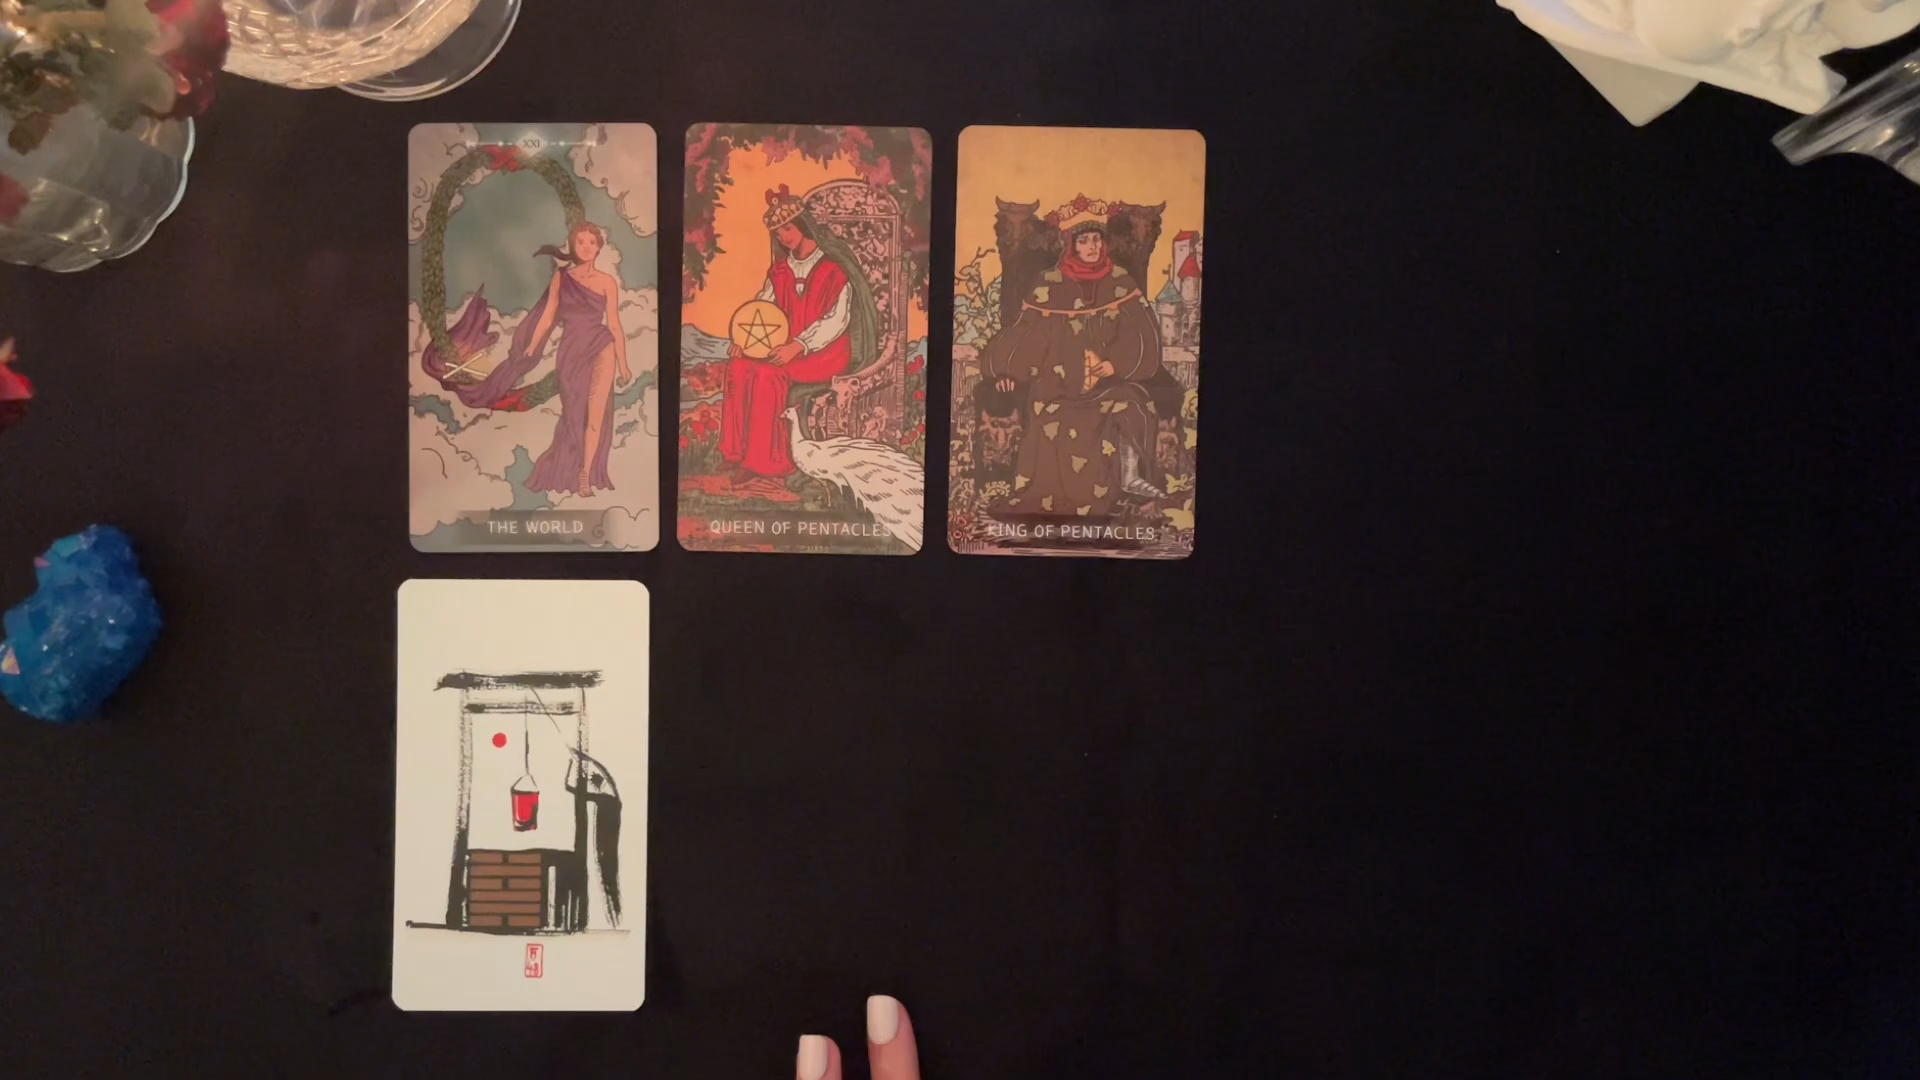 XXI
THE WORLD
QUEEN OF PENTACLES
KING OF PENTACLES